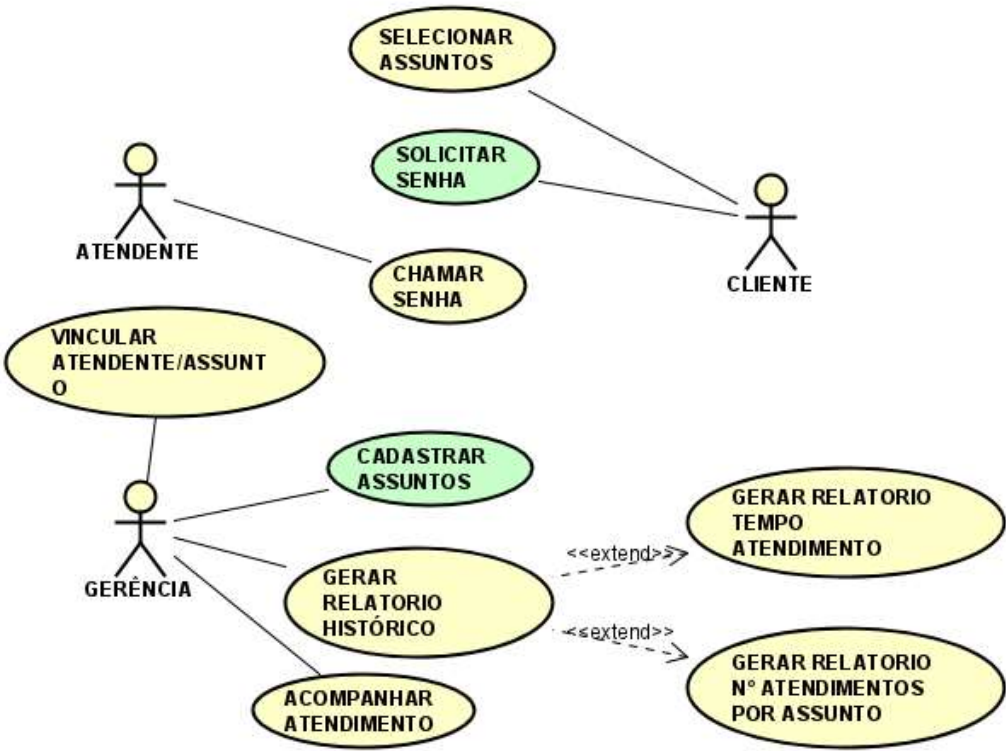 SELECIONAR
ASSUNTOS
SOLICITAR
SENHA
ATENDENTE
CHAMAR
SENHA
CLIENTE
VINCULAR
ATENDENTE/ASSUNT
O
CADASTRAR
ASSUNTOS
GERÊNCIA
GERAR
RELATORIO
HISTÓRICO
<<extend>>
GERAR RELATORIO
TEMPO
ATENDIMENTO
<<extend>>
GERAR RELATORIO
N° ATENDIMENTOS
POR ASSUNTO
ACOMPANHAR
ATENDIMENTO